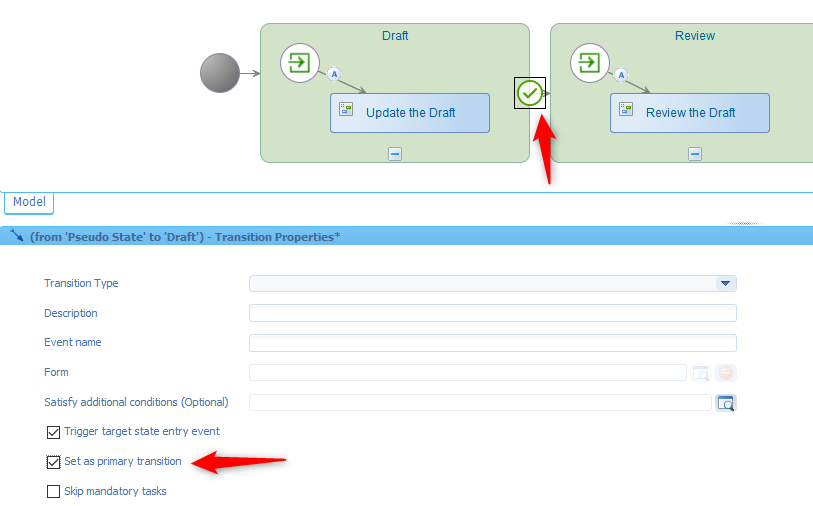 Draft
Review
A
A
Update the Draft
Review the Draft
Model
(from 'Pseudo State' to 'Draft') - Transition Properties*
Transition Type
Description
Event name
Form
Satisfy additional conditions (Optional)
Trigger target state entry event
Set as primary transition
Skip mandatory tasks